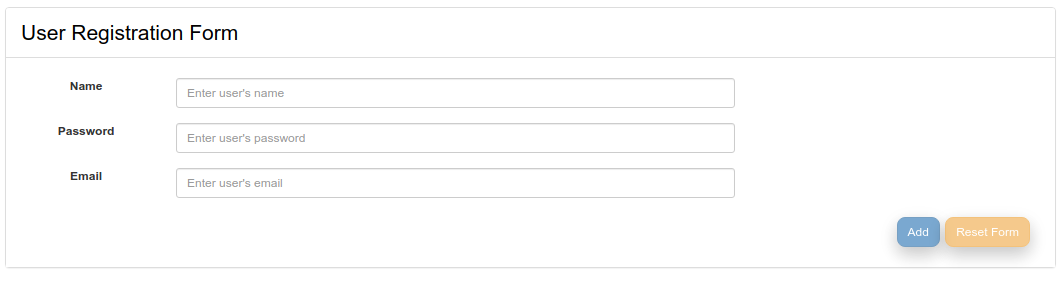 User Registration Form
Name
Enter user's name
Password
Enter user's password
Email
Enter user's email
Add
Reset Form